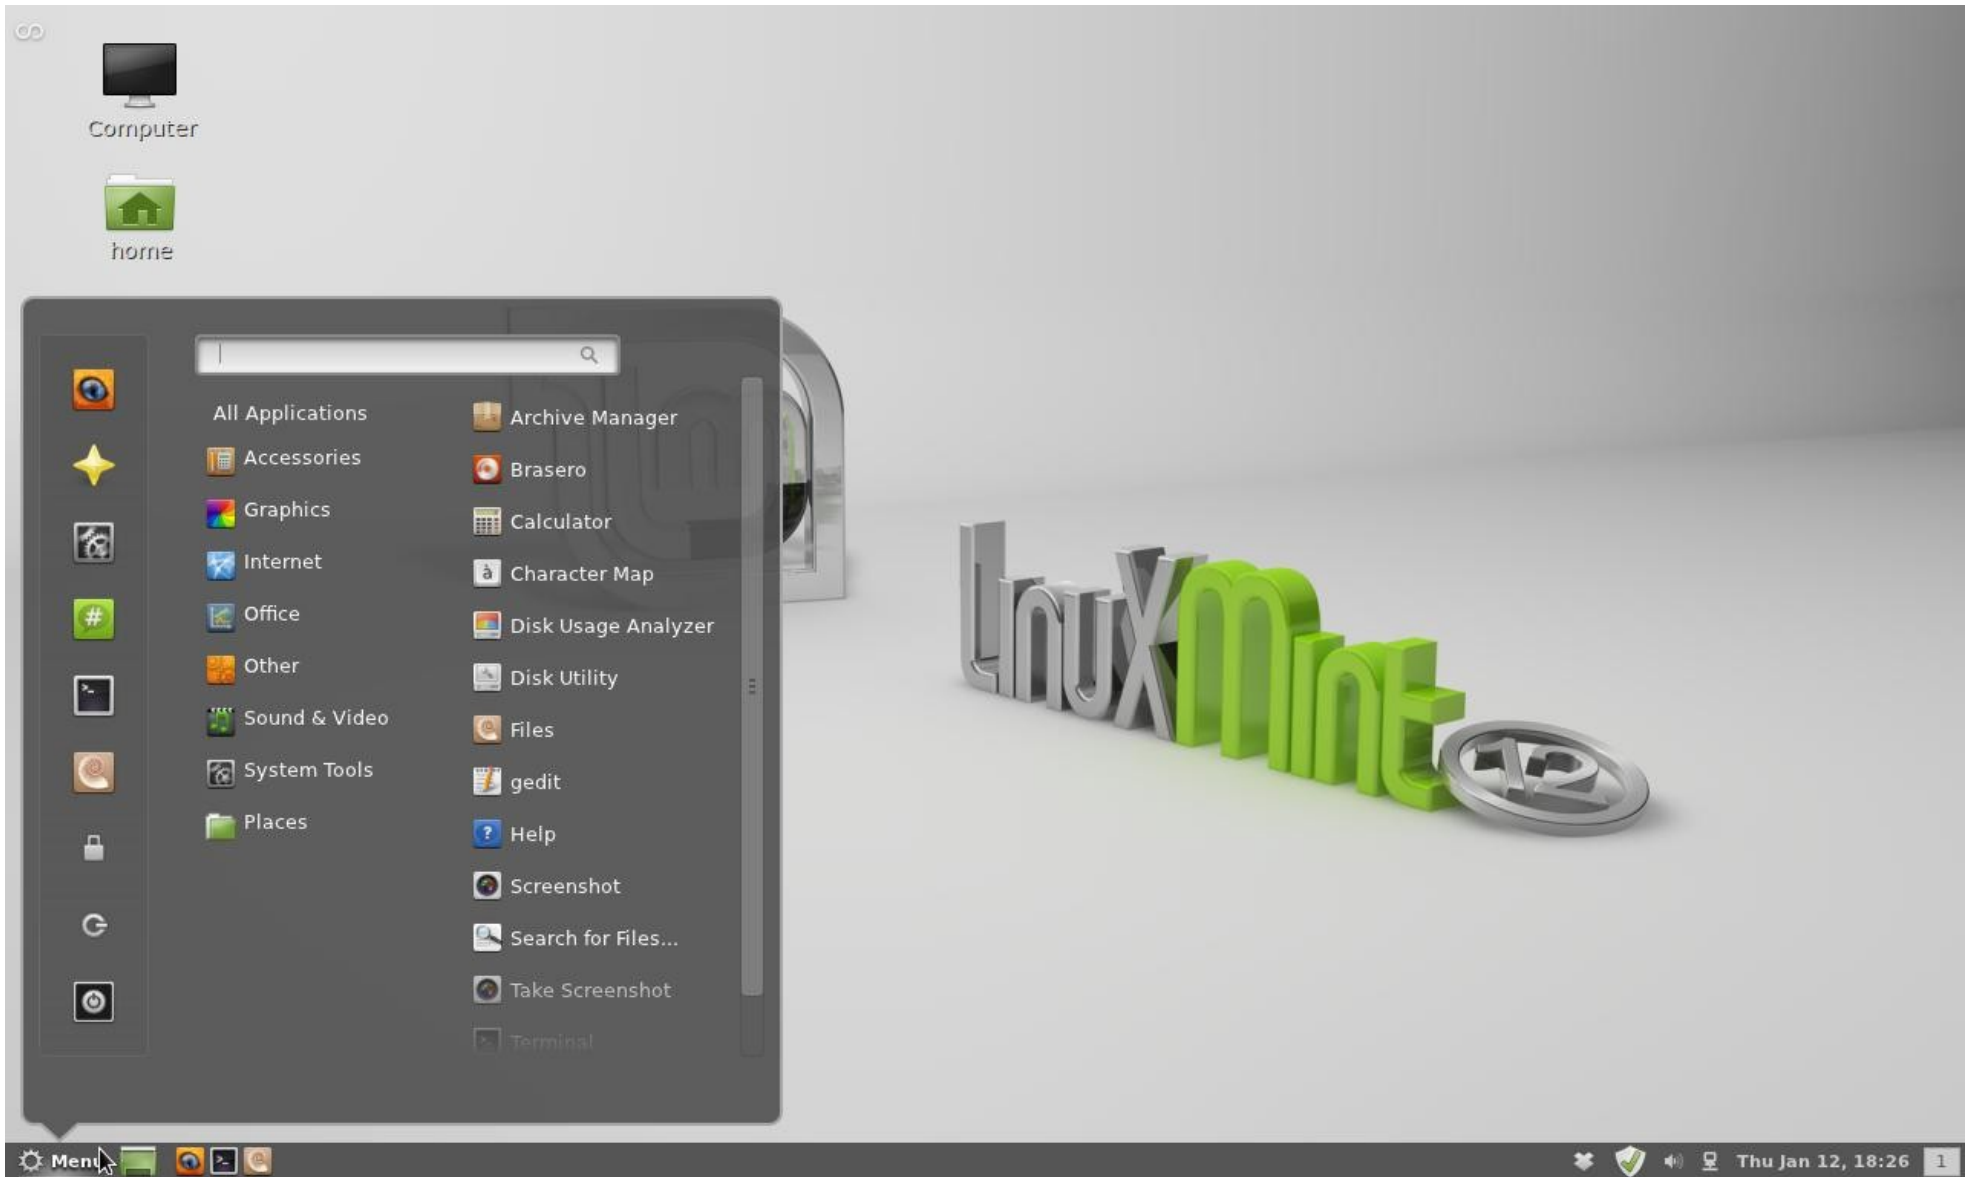 Computer
home
All Applications
Accessories
Graphics
Internet
Office
Other
Sound & Video
System Tools
Places
Archive Manager
Brasero
Calculator
Character Map
Disk Usage Analyzer
Disk Utility
Files
gedit
Help
Screenshot
Search for Files...
Take Screenshot
Terminal
LinuxMint 12
Menu
Thu Jan 12, 18:26
1